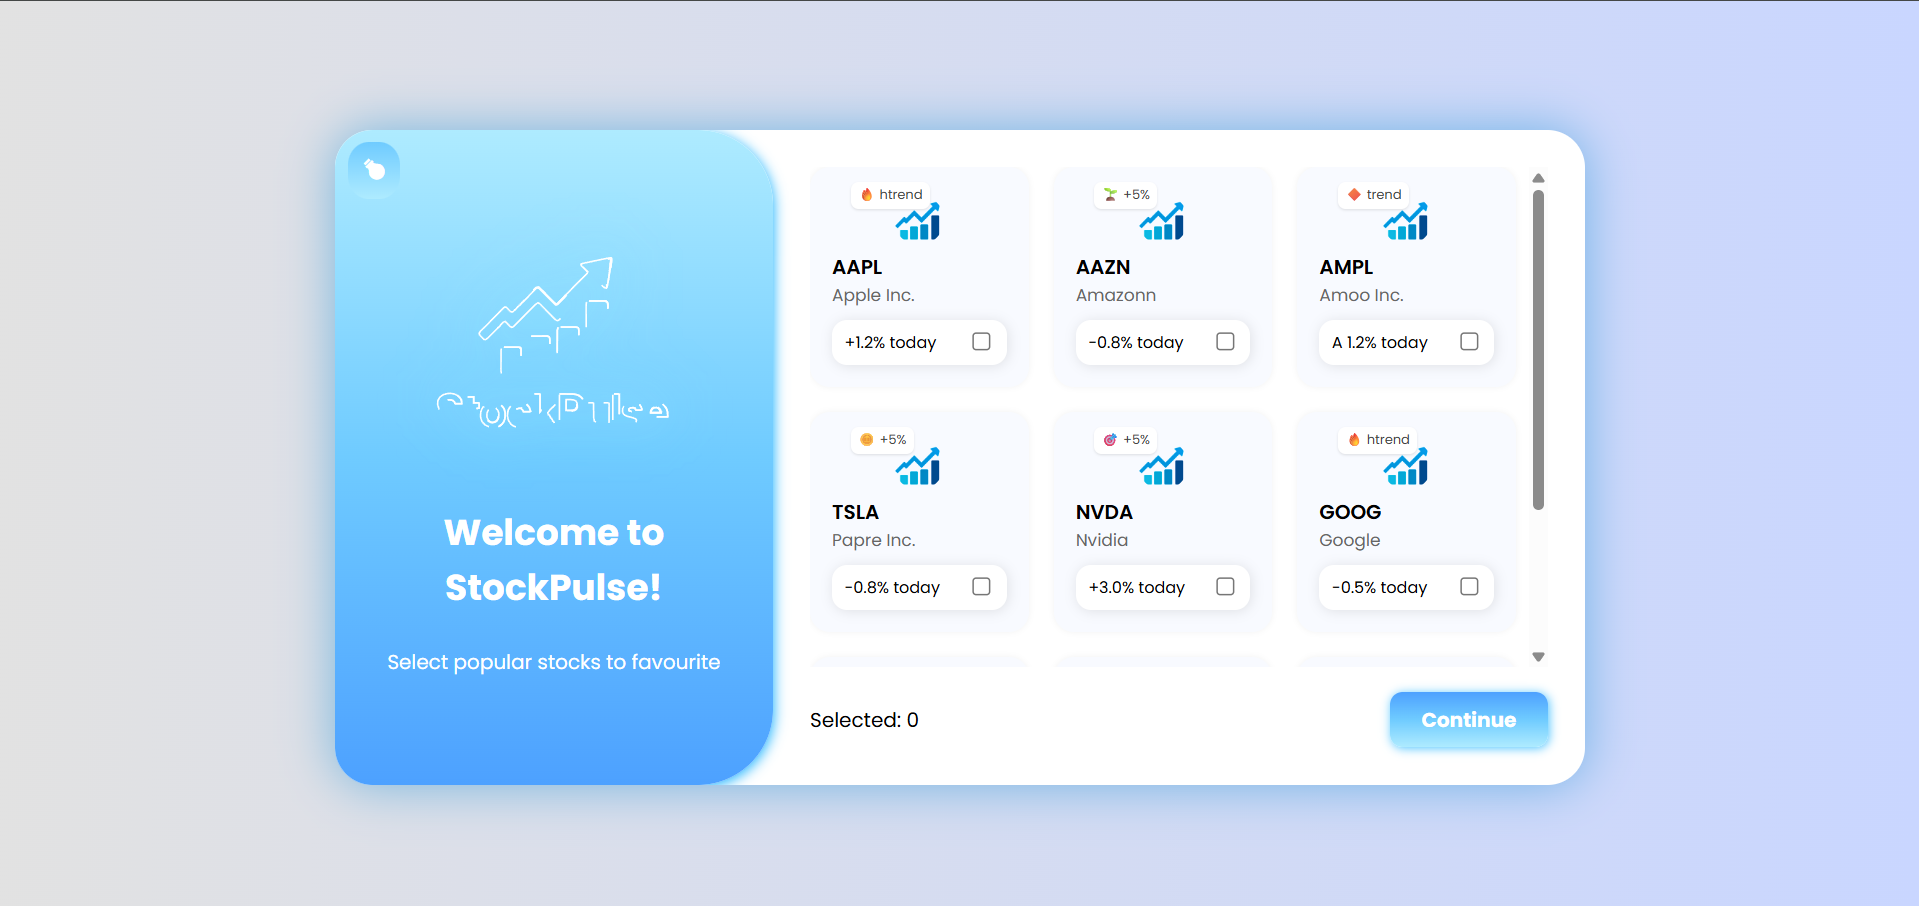 StockPulse
Welcome to
StockPulse!
Select popular stocks to favourite
htrend
AAPL
Apple Inc.
+1.2% today
+5%
AAZN
Amazonn
-0.8% today
trend
AMPL
Amoo Inc.
A 1.2% today
+5%
TSLA
Papre Inc.
-0.8% today
+5%
NVDA
Nvidia
+3.0% today
htrend
GOOG
Google
-0.5% today
Selected: 0
Continue